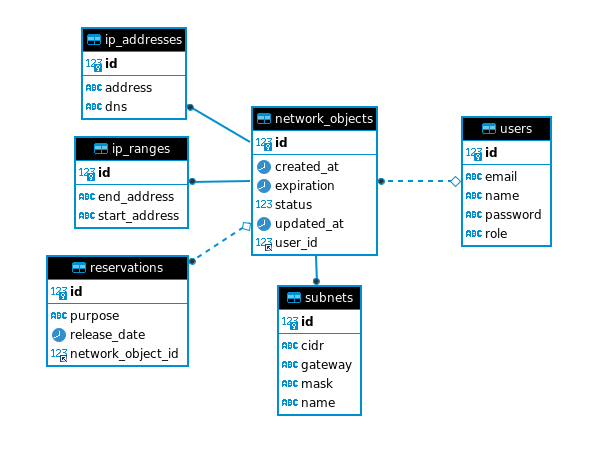 ip_addresses
123 id
ABC address
ABC dns
ip_ranges
123 id
ABC end_address
ABC start_address
reservations
123 id
ABC purpose
release_date
123 network_object_id
network_objects
123 id
created_at
expiration
123 status
updated_at
123 user_id
subnets
123 id
ABC cidr
ABC gateway
ABC mask
ABC name
users
123 id
ABC email
ABC name
ABC password
ABC role